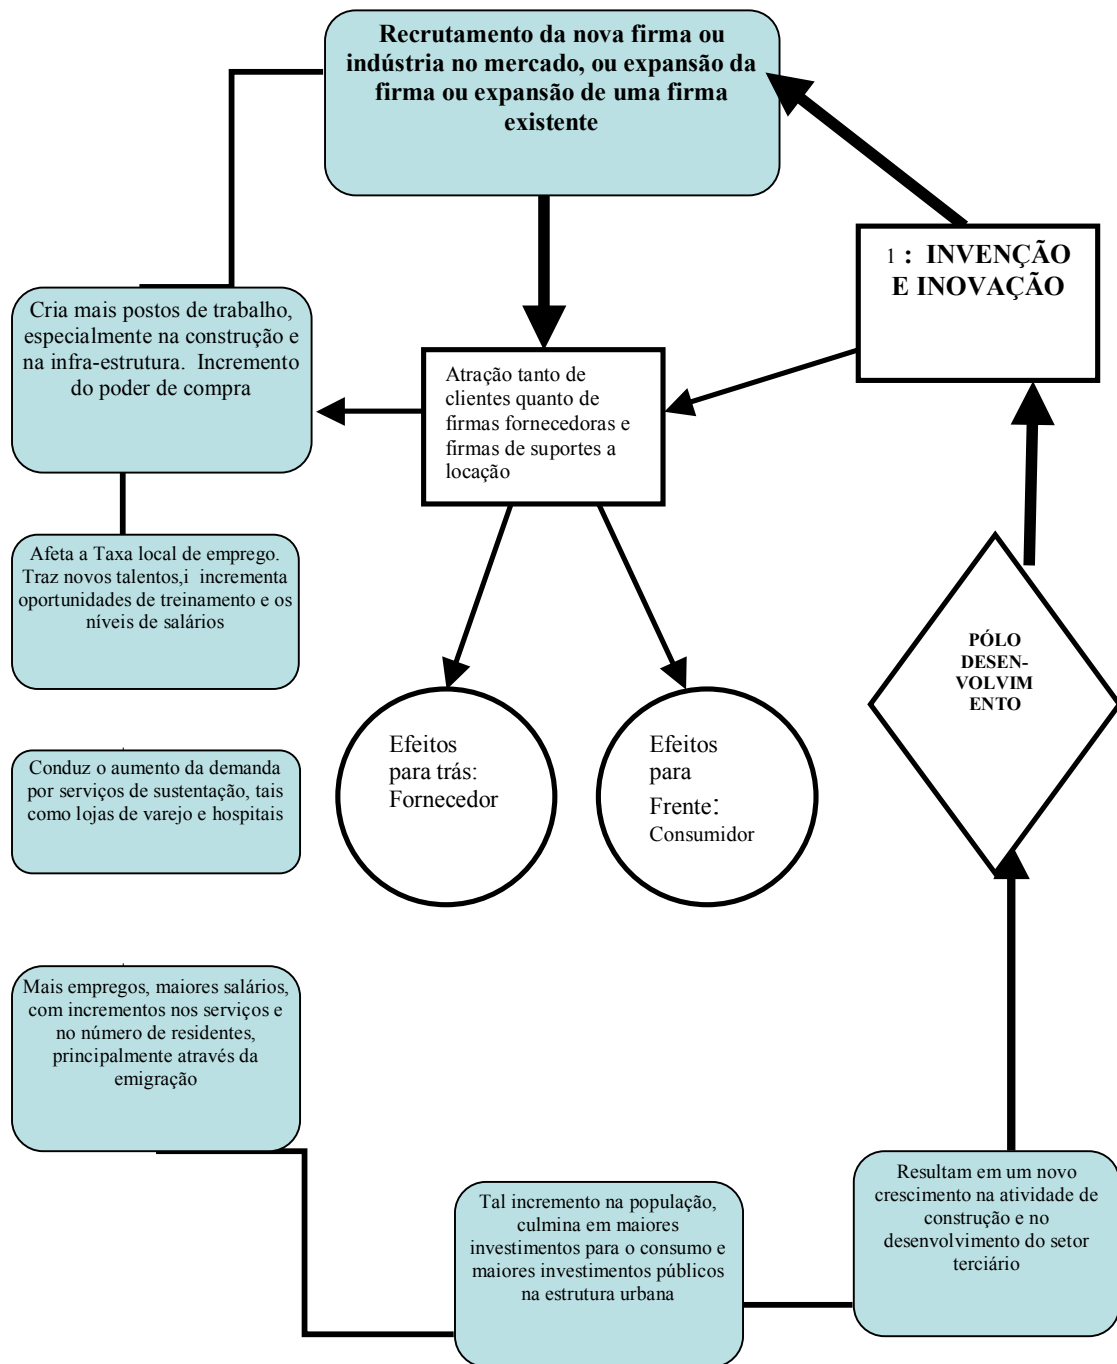 Recrutamento da nova firma ou
indústria no mercado, ou expansão da
firma ou expansão de uma firma
existente
1 : INVENÇÃO
E INOVAÇÃO
Cria mais postos de trabalho,
especialmente na construção e
na infra-estrutura. Incremento
do poder de compra
Atração tanto de
clientes quanto de
firmas fornecedoras e
firmas de suportes a
locação
Afeta a Taxa local de emprego.
Traz novos talentos,i incrementa
oportunidades de treinamento e os
níveis de salários
PÓLO
DESEN-
VOLVIM
ENTO
Efeitos
para trás:
Fornecedor
Efeitos
para
Frente:
Consumidor
Conduz o aumento da demanda
por serviços de sustentação, tais
como lojas de varejo e hospitais
Mais empregos, maiores salários,
com incrementos nos serviços e
no número de residentes,
principalmente através da
emigração
Tal incremento na população,
culmina em maiores
investimentos para o consumo e
maiores investimentos públicos
na estrutura urbana
Resultam em um novo
crescimento na atividade de
construção e no
desenvolvimento do setor
terciário